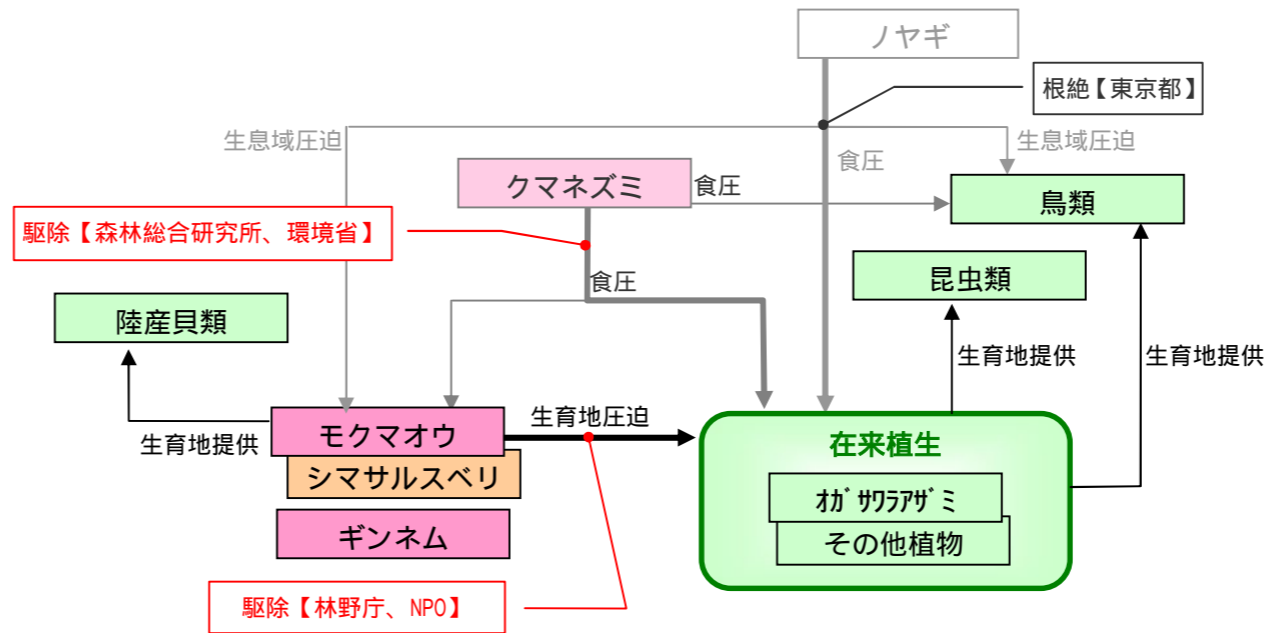 ノヤギ
根絶【東京都】
生息域圧迫
食圧
生息域圧迫
クマネズミ
食圧
鳥類
駆除【森林総合研究所、環境省】
食圧
昆虫類
陸産貝類
生育地提供
生育地提供
生育地圧迫
モクマオウ
生育地提供
シマサルスベリ
ギンネム
在来植生
オガサワラアザミ
その他植物
駆除【林野庁、NPO】